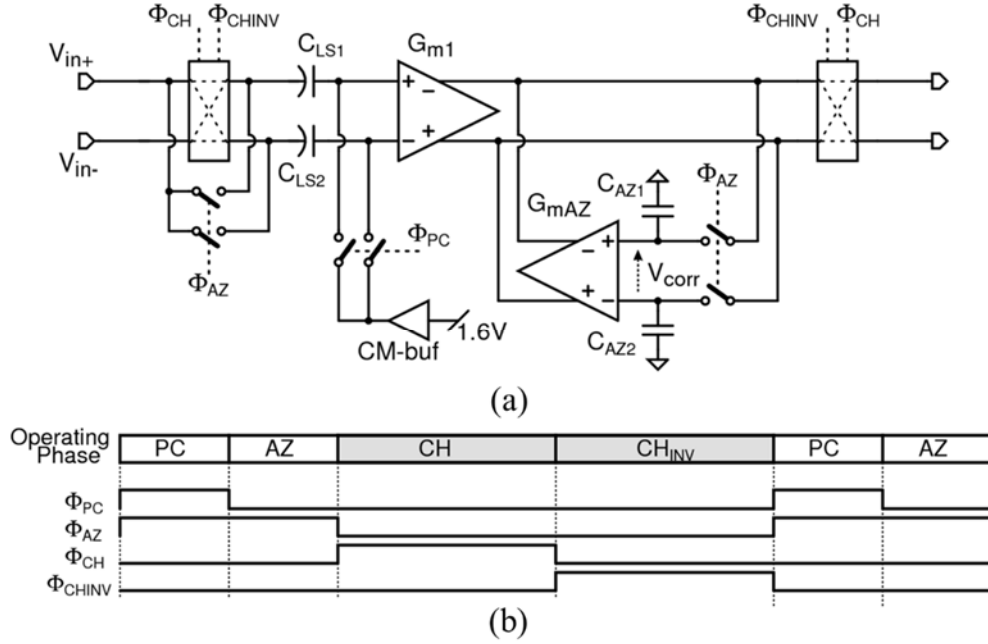 Φ_CH Φ_CHINV
Φ_CHINV Φ_CH
V_in+
C_LS1
G_m1
+
−
−
+
V_in-
C_LS2
C_AZ1
Φ_AZ
G_mAZ
Φ_PC
−
+
+
−
V_corr
Φ_AZ
1.6V
CM-buf
C_AZ2
(a)
Operating
Phase
PC AZ CH CH_INV PC AZ
Φ_PC
Φ_AZ
Φ_CH
Φ_CHINV
(b)